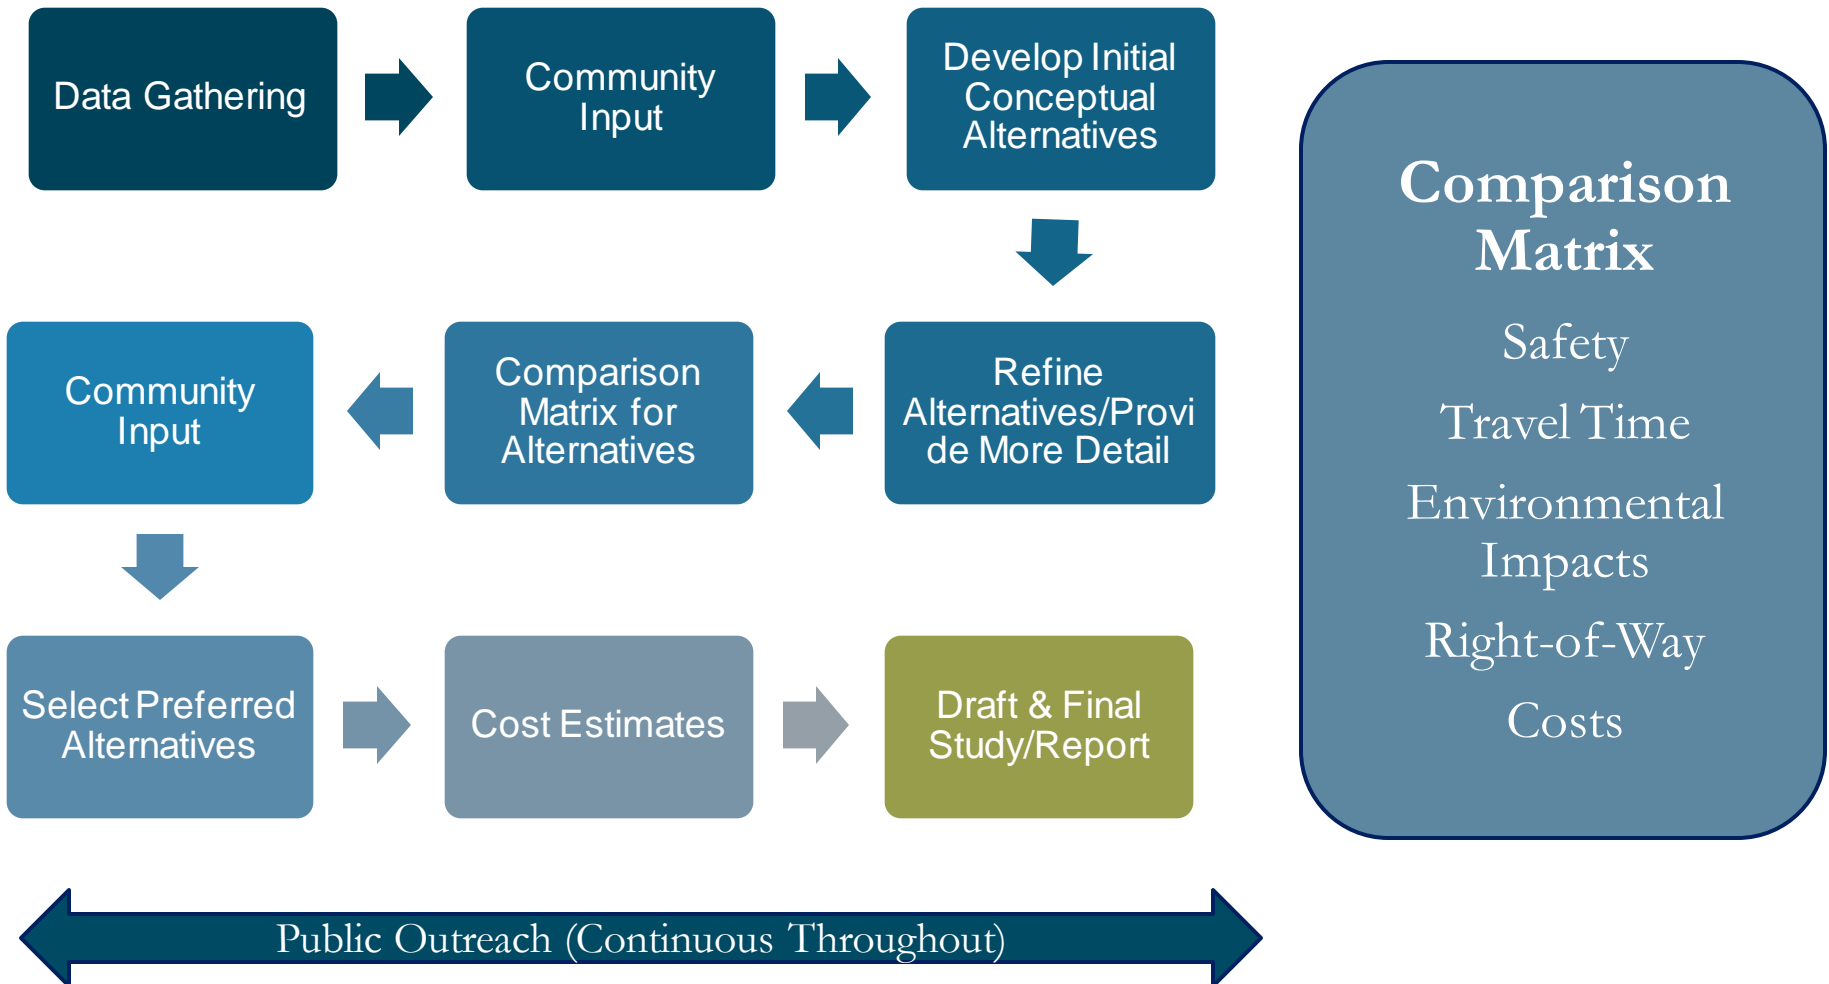 Data Gathering
Community
Input
Develop Initial
Conceptual
Alternatives
Community
Input
Comparison
Matrix for
Alternatives
Refine
Alternatives/Provi
de More Detail
Select Preferred
Alternatives
Cost Estimates
Draft & Final
Study/Report
Public Outreach (Continuous Throughout)
Comparison
Matrix
Safety
Travel Time
Environmental
Impacts
Right-of-Way
Costs